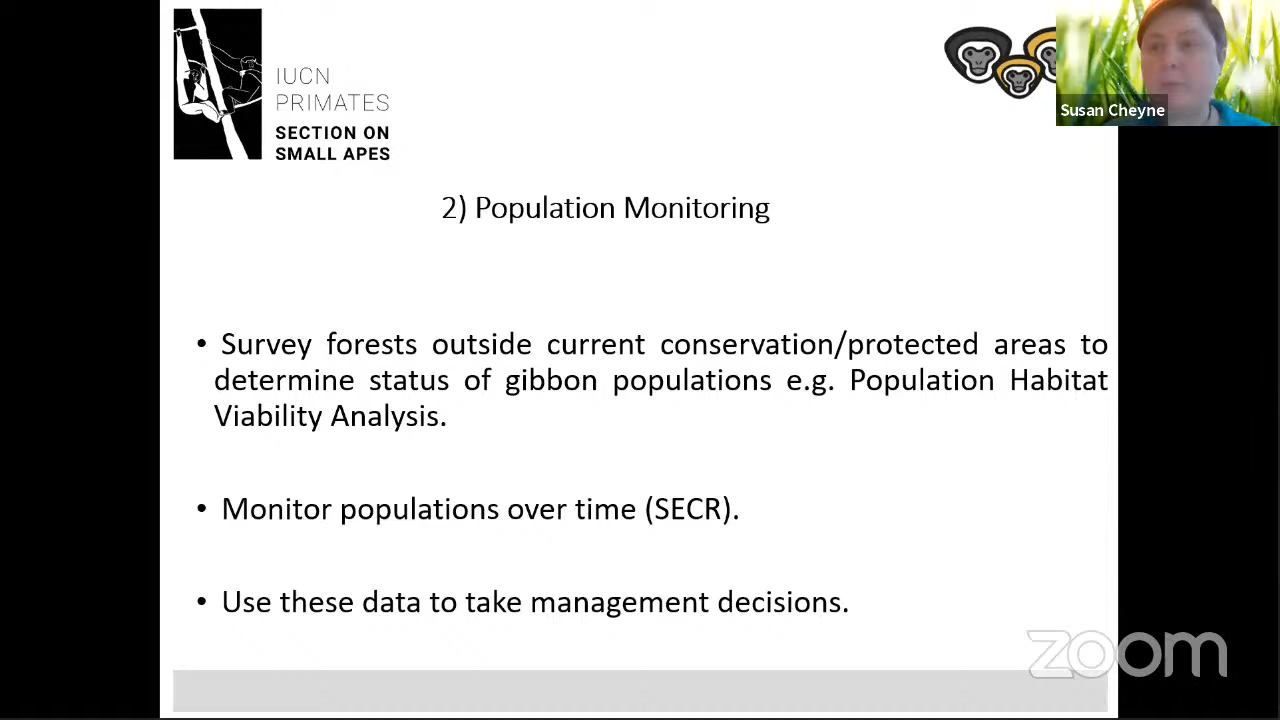 IUCN
PRIMATES
SECTION ON
SMALL APES
Susan Cheyne
2) Population Monitoring
• Survey forests outside current conservation/protected areas to
determine status of gibbon populations e.g. Population Habitat
Viability Analysis.
• Monitor populations over time (SECR).
• Use these data to take management decisions.
zoom